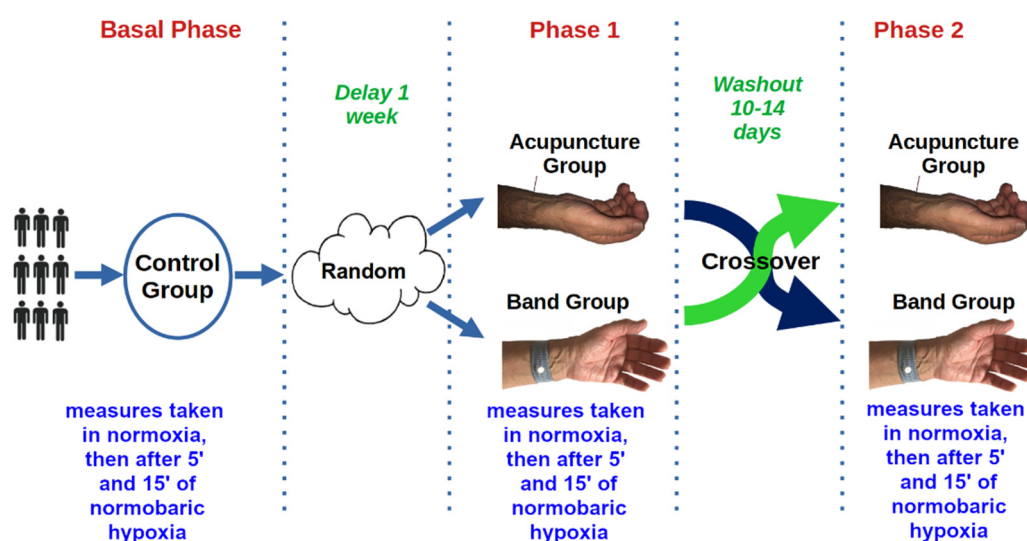 Basal Phase
Delay 1
week
Phase 1
Washout
10-14
days
Phase 2
Control
Group
Random
Acupuncture
Group
Band Group
Crossover
Acupuncture
Group
Band Group
measures taken
in normoxia,
then after 5'
and 15' of
normobaric
hypoxia
measures taken
in normoxia,
then after 5'
and 15' of
normobaric
hypoxia
measures taken
in normoxia,
then after 5'
and 15' of
normobaric
hypoxia